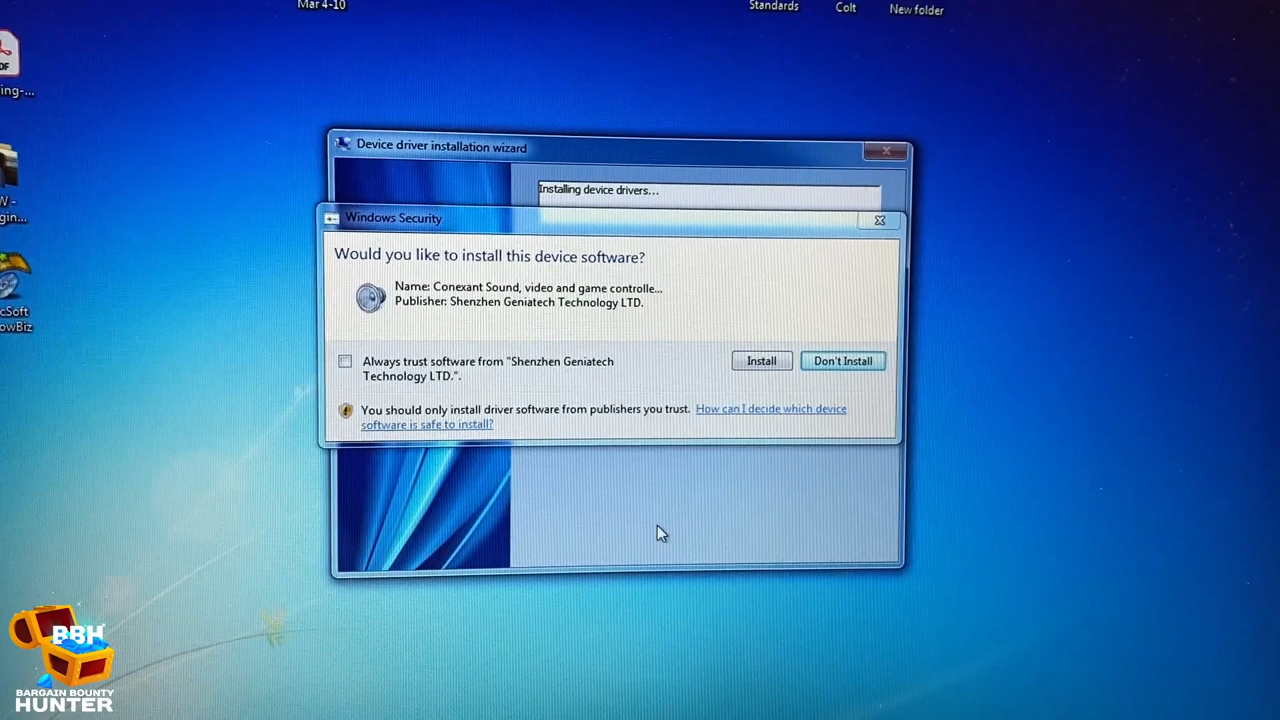 Mar 4-10
Standards
Colt
New folder
DF
ing-...
Device driver installation wizard
Installing device drivers...
W -
gin...
Windows Security
Would you like to install this device software?
Name: Conexant Sound, video and game controlle...
Publisher: Shenzhen Geniatech Technology LTD.
cSoft
owBiz
Always trust software from "Shenzhen Geniatech
Technology LTD.".
Install
Don't Install
You should only install driver software from publishers you trust. How can I decide which device
software is safe to install?
BBH
BARGAIN BOUNTY
HUNTER